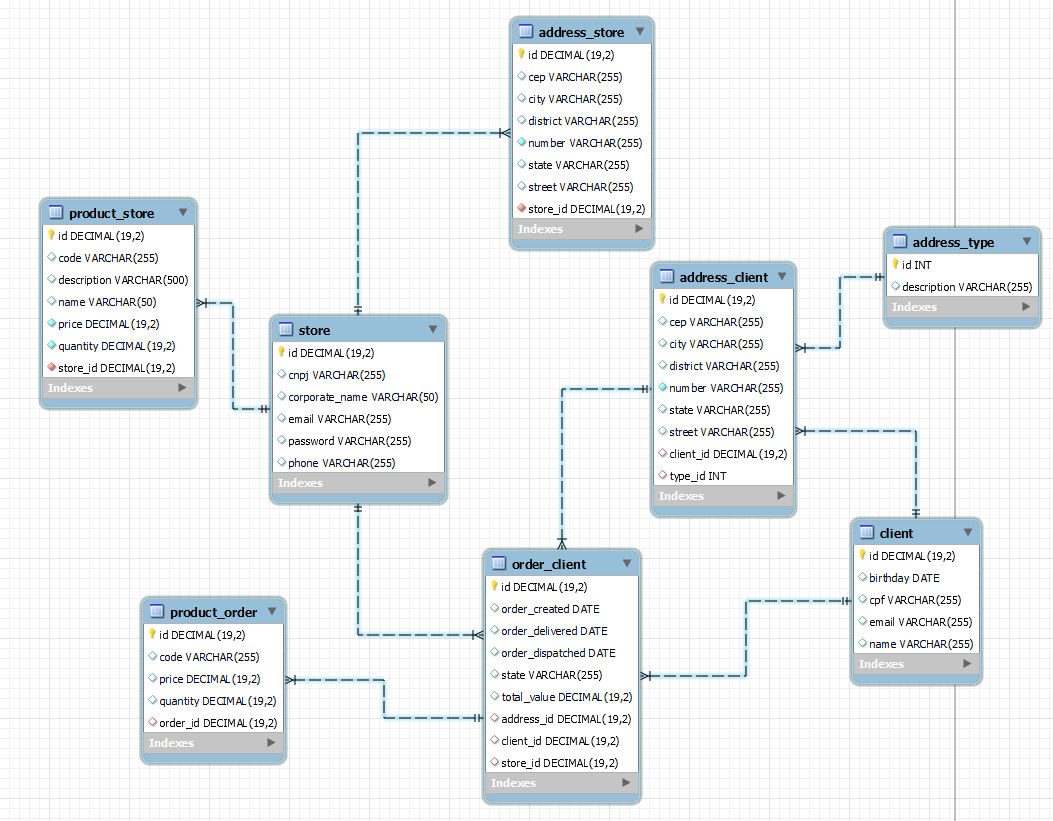 address_store
id DECIMAL(19,2)
cep VARCHAR(255)
city VARCHAR(255)
district VARCHAR(255)
number VARCHAR(255)
state VARCHAR(255)
street VARCHAR(255)
store_id DECIMAL(19,2)
Indexes
product_store
id DECIMAL(19,2)
code VARCHAR(255)
description VARCHAR(500)
name VARCHAR(50)
price DECIMAL(19,2)
quantity DECIMAL(19,2)
store_id DECIMAL(19,2)
Indexes
address_type
id INT
description VARCHAR(255)
Indexes
address_client
id DECIMAL(19,2)
cep VARCHAR(255)
city VARCHAR(255)
district VARCHAR(255)
number VARCHAR(255)
state VARCHAR(255)
street VARCHAR(255)
client_id DECIMAL(19,2)
type_id INT
Indexes
store
id DECIMAL(19,2)
cnpj VARCHAR(255)
corporate_name VARCHAR(50)
email VARCHAR(255)
password VARCHAR(255)
phone VARCHAR(255)
Indexes
client
id DECIMAL(19,2)
birthday DATE
cpf VARCHAR(255)
email VARCHAR(255)
name VARCHAR(255)
Indexes
order_client
id DECIMAL(19,2)
order_created DATE
order_delivered DATE
order_dispatched DATE
state VARCHAR(255)
total_value DECIMAL(19,2)
address_id DECIMAL(19,2)
client_id DECIMAL(19,2)
store_id DECIMAL(19,2)
Indexes
product_order
id DECIMAL(19,2)
code VARCHAR(255)
price DECIMAL(19,2)
quantity DECIMAL(19,2)
order_id DECIMAL(19,2)
Indexes